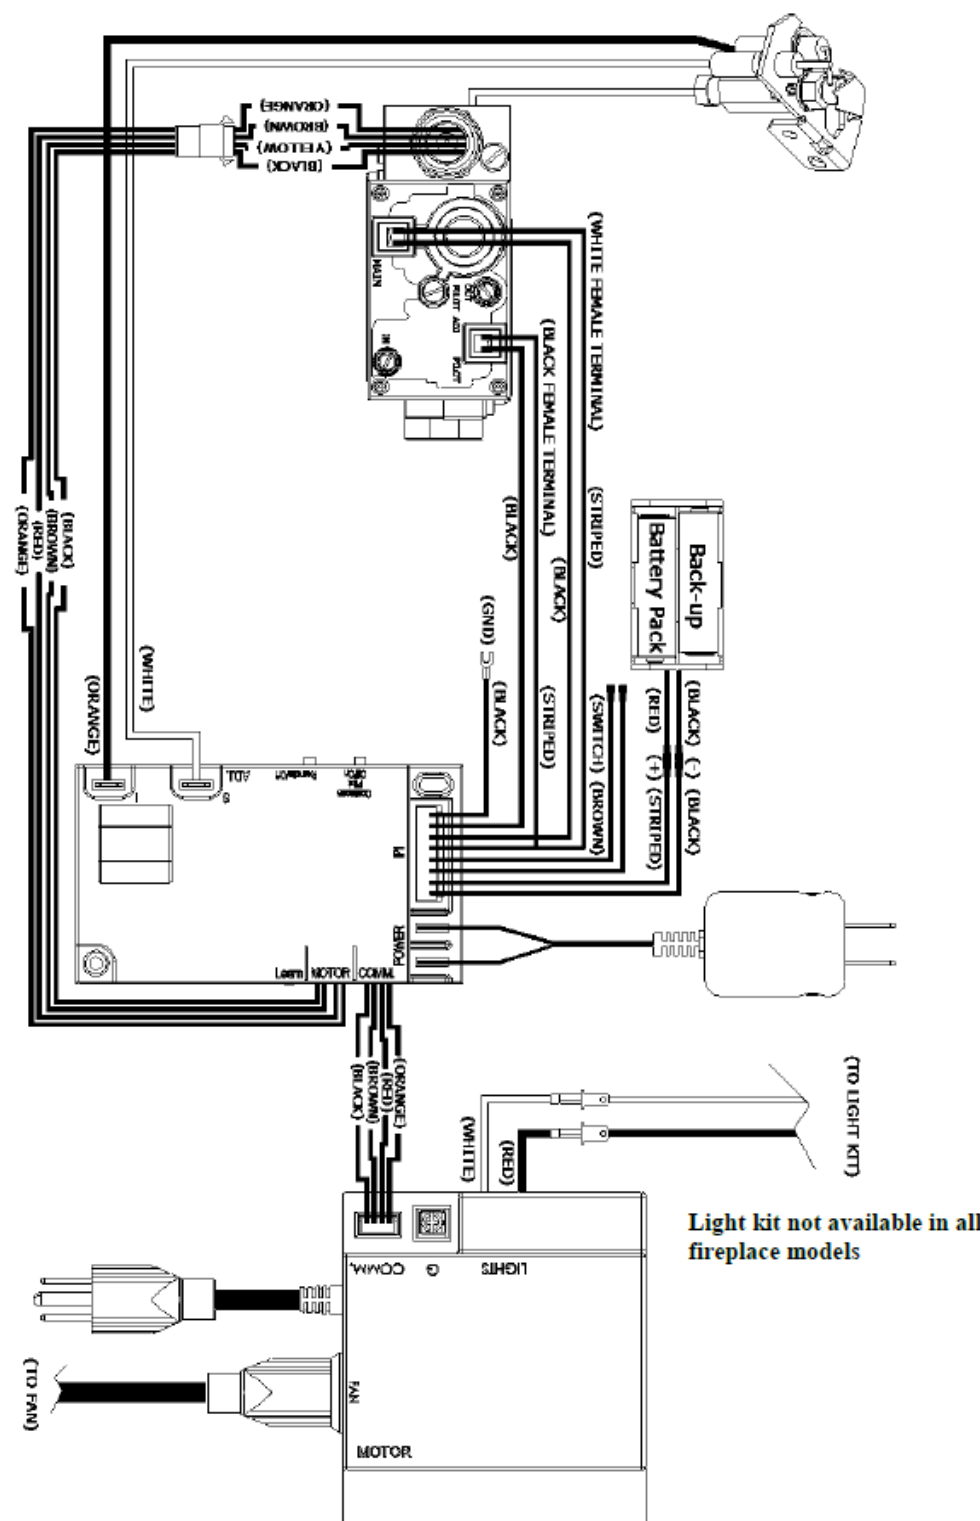 (ORANGE)
(BROWN)
(YELLOW)
(BLACK)
MAIN
OUT
PILOT ADJ
IN
PILOT
(WHITE FEMALE TERMINAL)
(BLACK FEMALE TERMINAL)
(STRIPED)
(BLACK)
(BLACK)
(BLACK)
(BROWN)
(RED)
(ORANGE)
Back-up
Battery Pack
(GND)
(BLACK)
(STRIPED)
(SWITCH)
(BROWN)
(RED)
(+)
(STRIPED)
(BLACK)
(-)
(BLACK)
(WHITE)
(ORANGE)
I
S
POWER
Learn
MOTOR
COMM.
(ORANGE)
(RED)
(BROWN)
(BLACK)
(WHITE)
(RED)
(TO LIGHT KIT)
Light kit not available in all
fireplace models
COMM.
G
LIGHTS
(TO FAN)
FAN
MOTOR